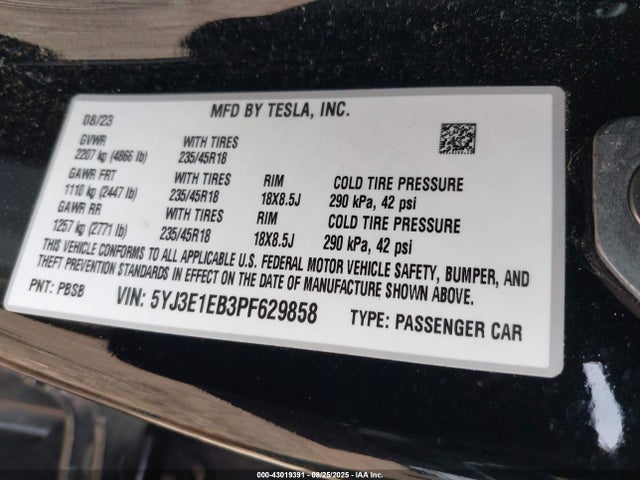 MFD BY TESLA, INC.
08/23
GVWR WITH TIRES
2207 kg (4866 lb) 235/45R18
GAWR FRT WITH TIRES RIM COLD TIRE PRESSURE
1110 kg (2447 lb) 235/45R18 18X8.5J 290 kPa, 42 psi
GAWR RR WITH TIRES RIM COLD TIRE PRESSURE
1257 kg (2771 lb) 235/45R18 18X8.5J 290 kPa, 42 psi
THIS VEHICLE CONFORMS TO ALL APPLICABLE U.S. FEDERAL MOTOR VEHICLE SAFETY, BUMPER, AND
THEFT PREVENTION STANDARDS IN EFFECT ON THE DATE OF MANUFACTURE SHOWN ABOVE.
PNT: PBSB VIN: 5YJ3E1EB3PF629858 TYPE: PASSENGER CAR
000-43019391 - 08/25/2025 - IAA Inc.